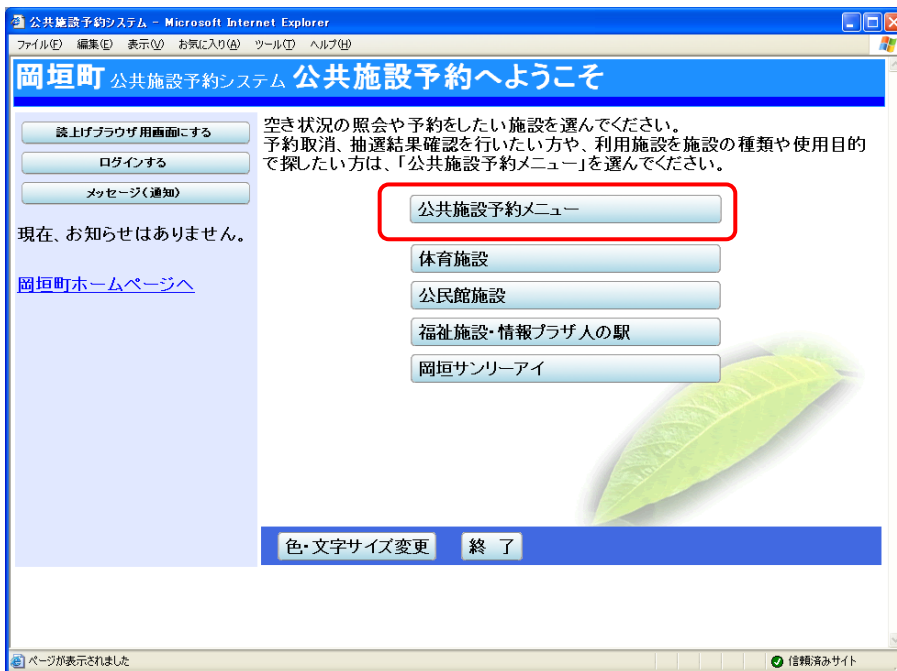 公共施設予約システム - Microsoft Internet Explorer
ファイル(F) 編集(E) 表示(V) お気に入り(A) ツール(T) ヘルプ(H)
岡垣町 公共施設予約システム 公共施設予約へようこそ
読上げブラウザ用画面にする
ログインする
メッセージ(通知)
現在、お知らせはありません。
岡垣町ホームページへ
空き状況の照会や予約をしたい施設を選んでください。
予約取消、抽選結果確認を行いたい方や、利用施設を施設の種類や使用目的
で探したい方は、「公共施設予約メニュー」を選んでください。
公共施設予約メニュー
体育施設
公民館施設
福祉施設・情報プラザ人の駅
岡垣サンリーアイ
色・文字サイズ変更 終 了
ページが表示されました 信頼済みサイト